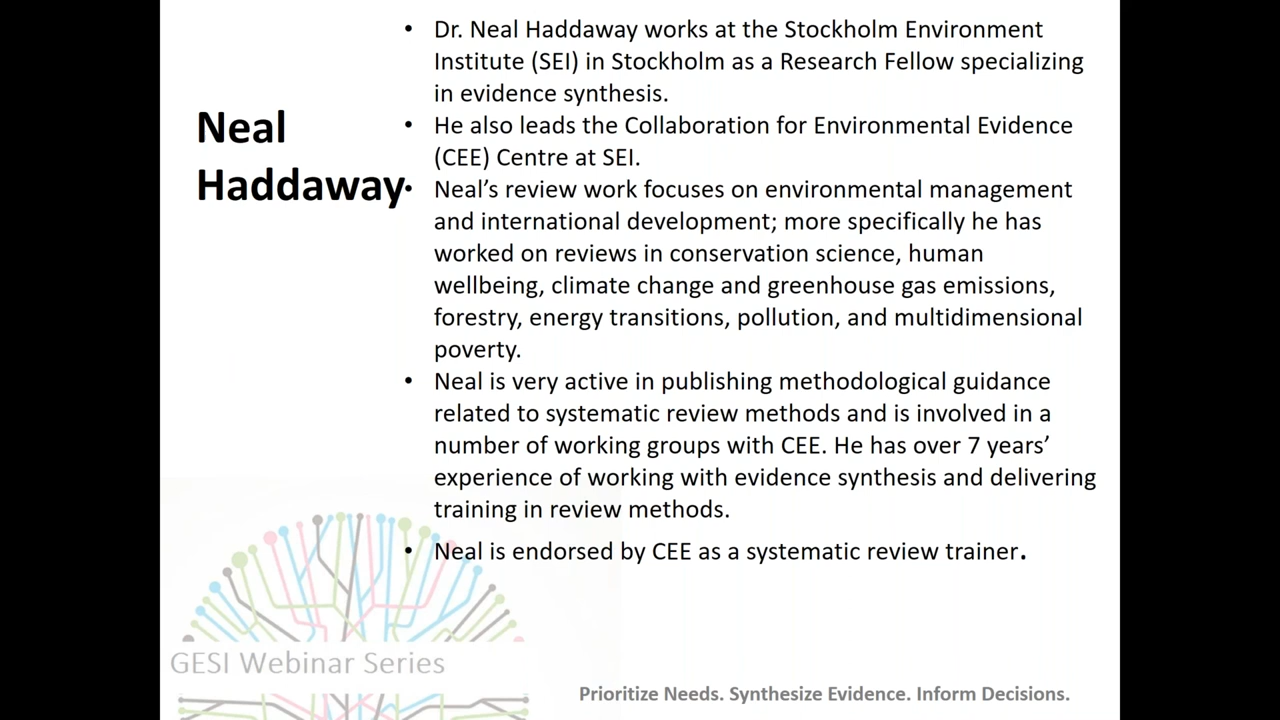 Neal
Haddaway
• Dr. Neal Haddaway works at the Stockholm Environment
Institute (SEI) in Stockholm as a Research Fellow specializing
in evidence synthesis.
• He also leads the Collaboration for Environmental Evidence
(CEE) Centre at SEI.
• Neal’s review work focuses on environmental management
and international development; more specifically he has
worked on reviews in conservation science, human
wellbeing, climate change and greenhouse gas emissions,
forestry, energy transitions, pollution, and multidimensional
poverty.
• Neal is very active in publishing methodological guidance
related to systematic review methods and is involved in a
number of working groups with CEE. He has over 7 years’
experience of working with evidence synthesis and delivering
training in review methods.
• Neal is endorsed by CEE as a systematic review trainer.
GESI Webinar Series
Prioritize Needs. Synthesize Evidence. Inform Decisions.